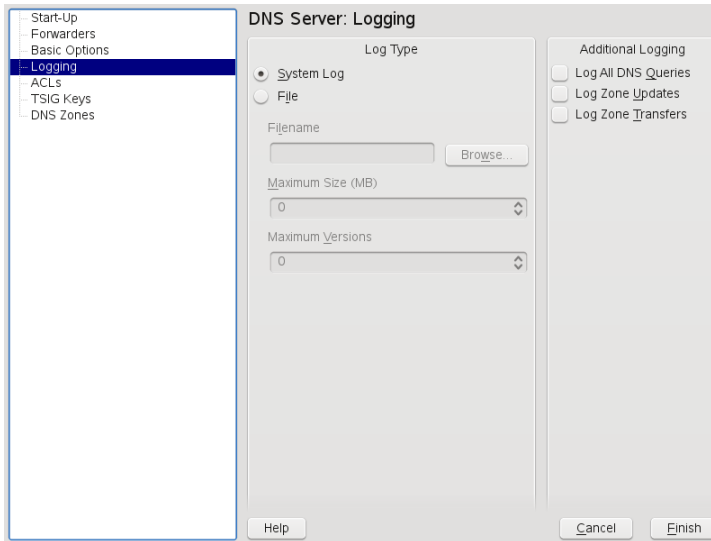 Start-Up
Forwarders
Basic Options
Logging
ACLs
TSIG Keys
DNS Zones
DNS Server: Logging
Log Type
System Log
File
Filename
Browse...
Maximum Size (MB)
0
Maximum Versions
0
Additional Logging
Log All DNS Queries
Log Zone Updates
Log Zone Transfers
Help
Cancel
Finish